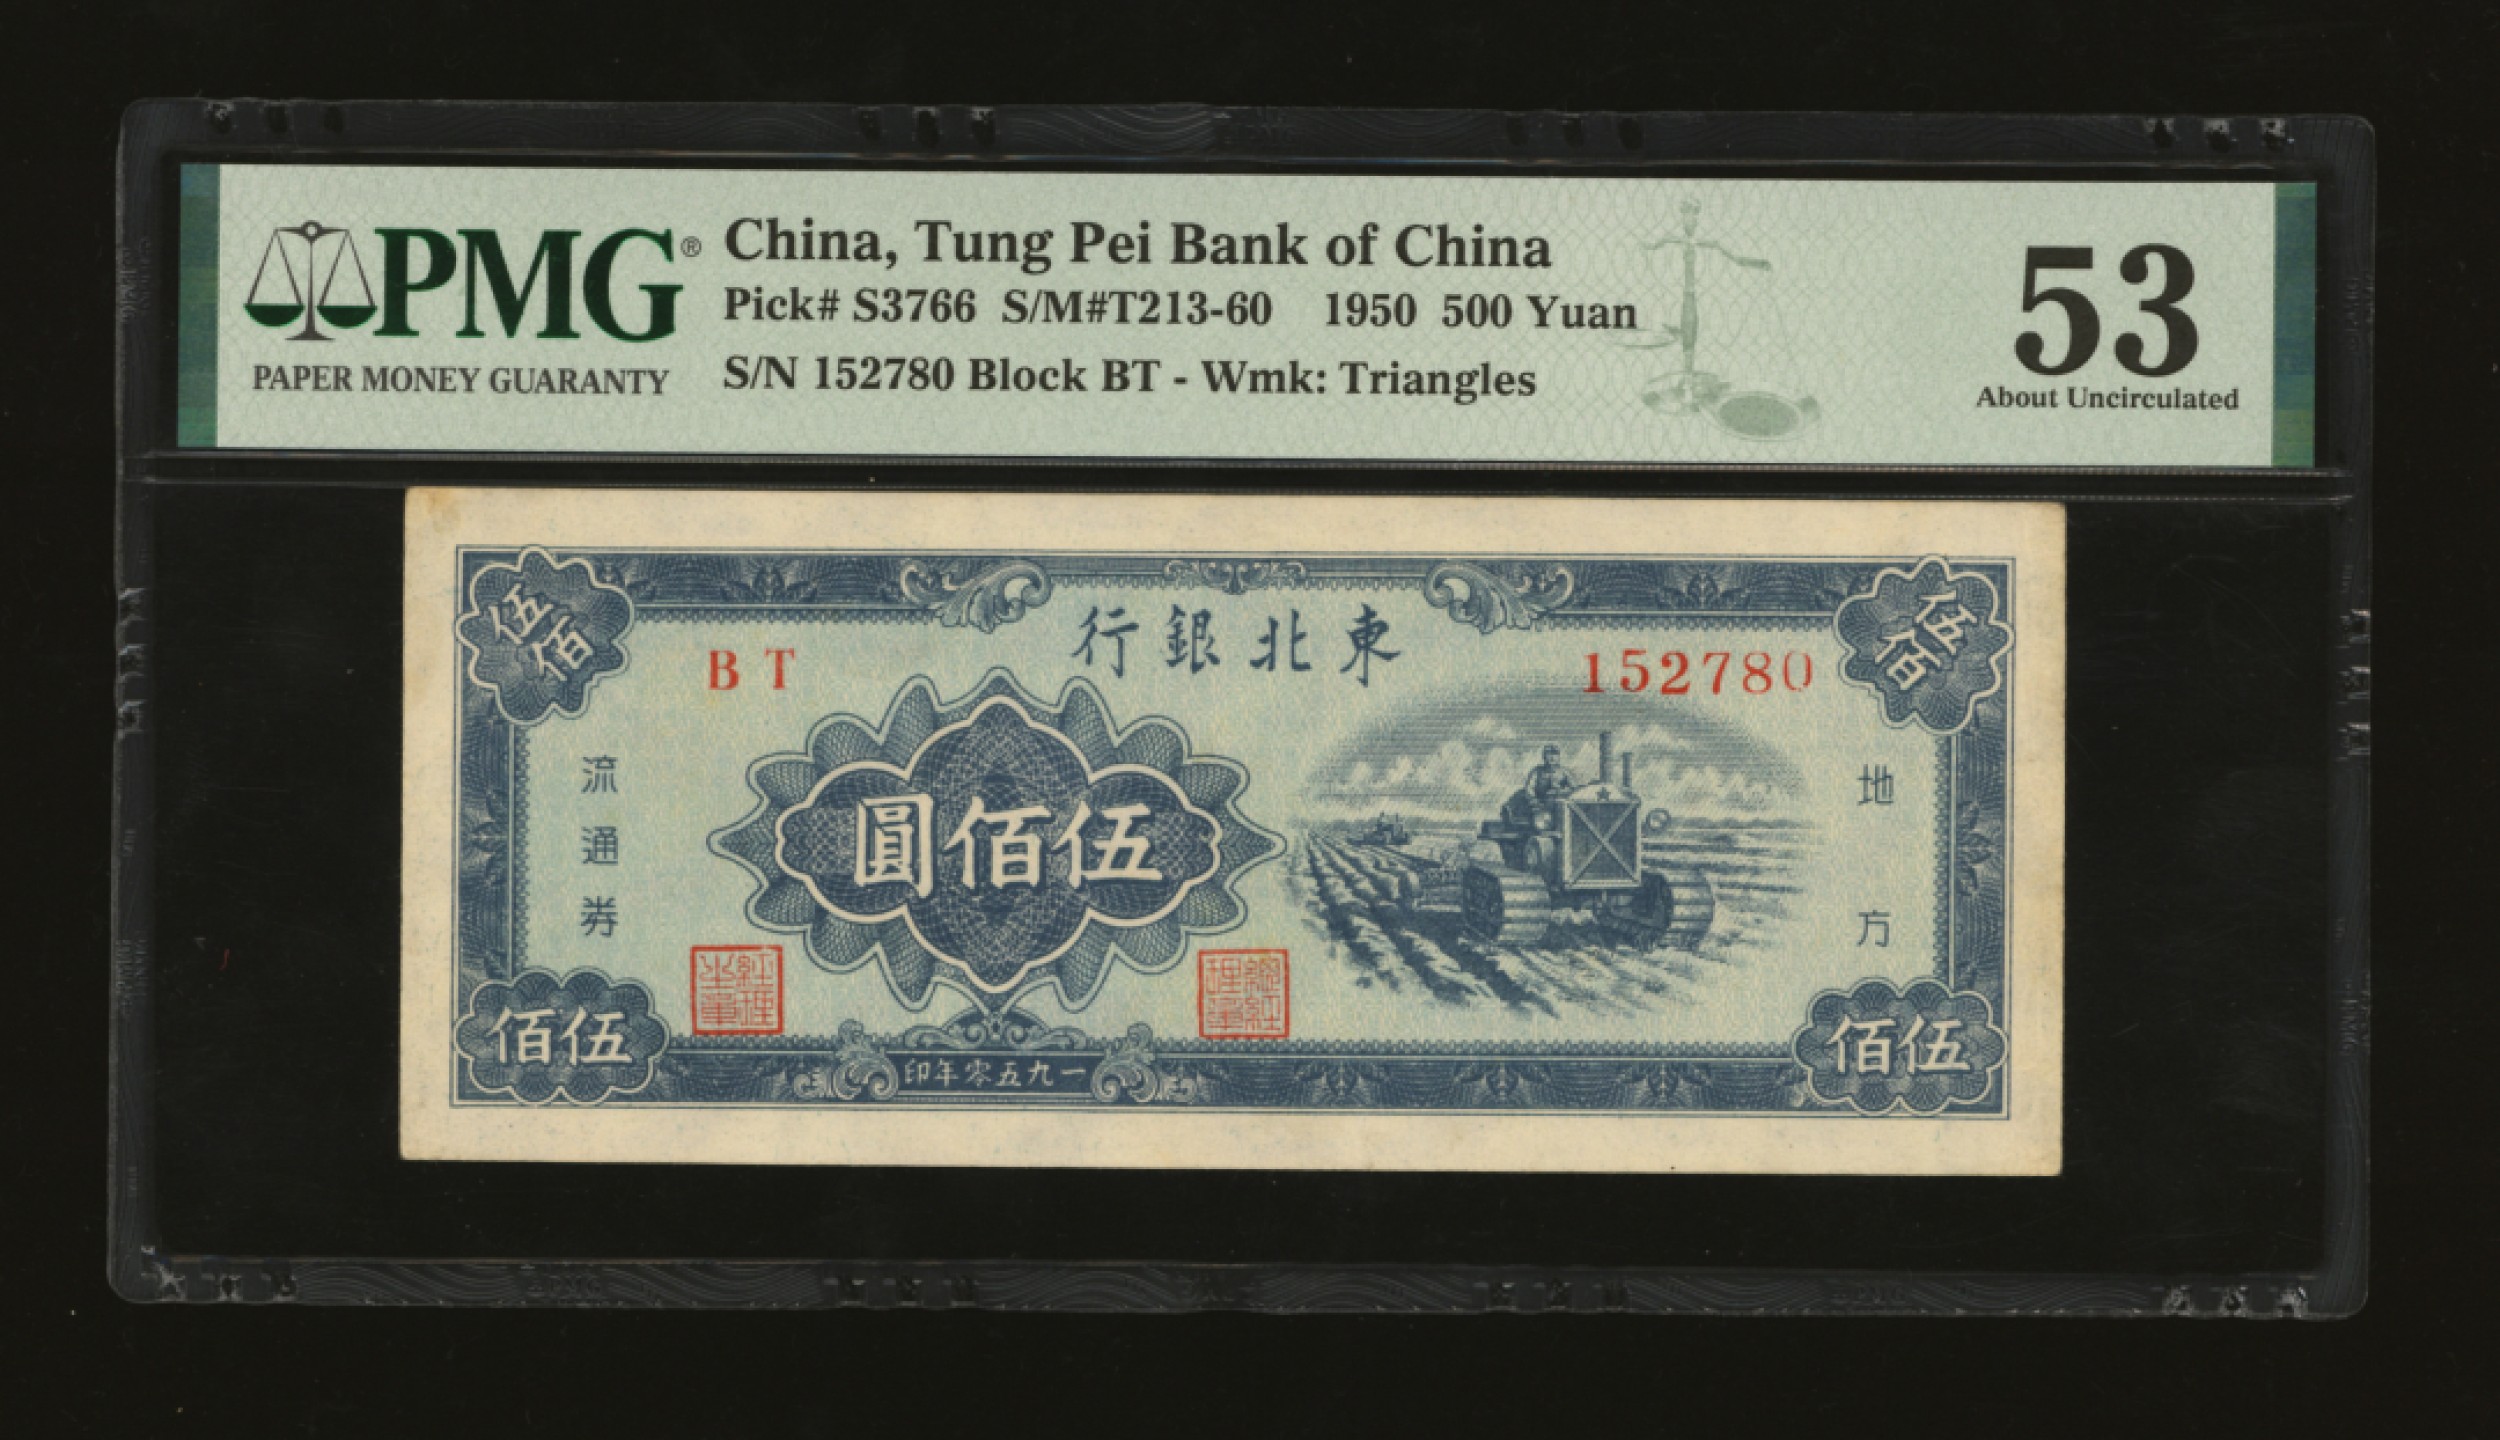 PMG®
PAPER MONEY GUARANTY
China, Tung Pei Bank of China
Pick# S3766 S/M#T213-60 1950 500 Yuan
S/N 152780 Block BT - Wmk: Triangles
53
About Uncirculated
伍佰
伍佰
行銀北東
B T
152780
流通券
地方
圓佰伍
佰伍
印年零五九一
佰伍